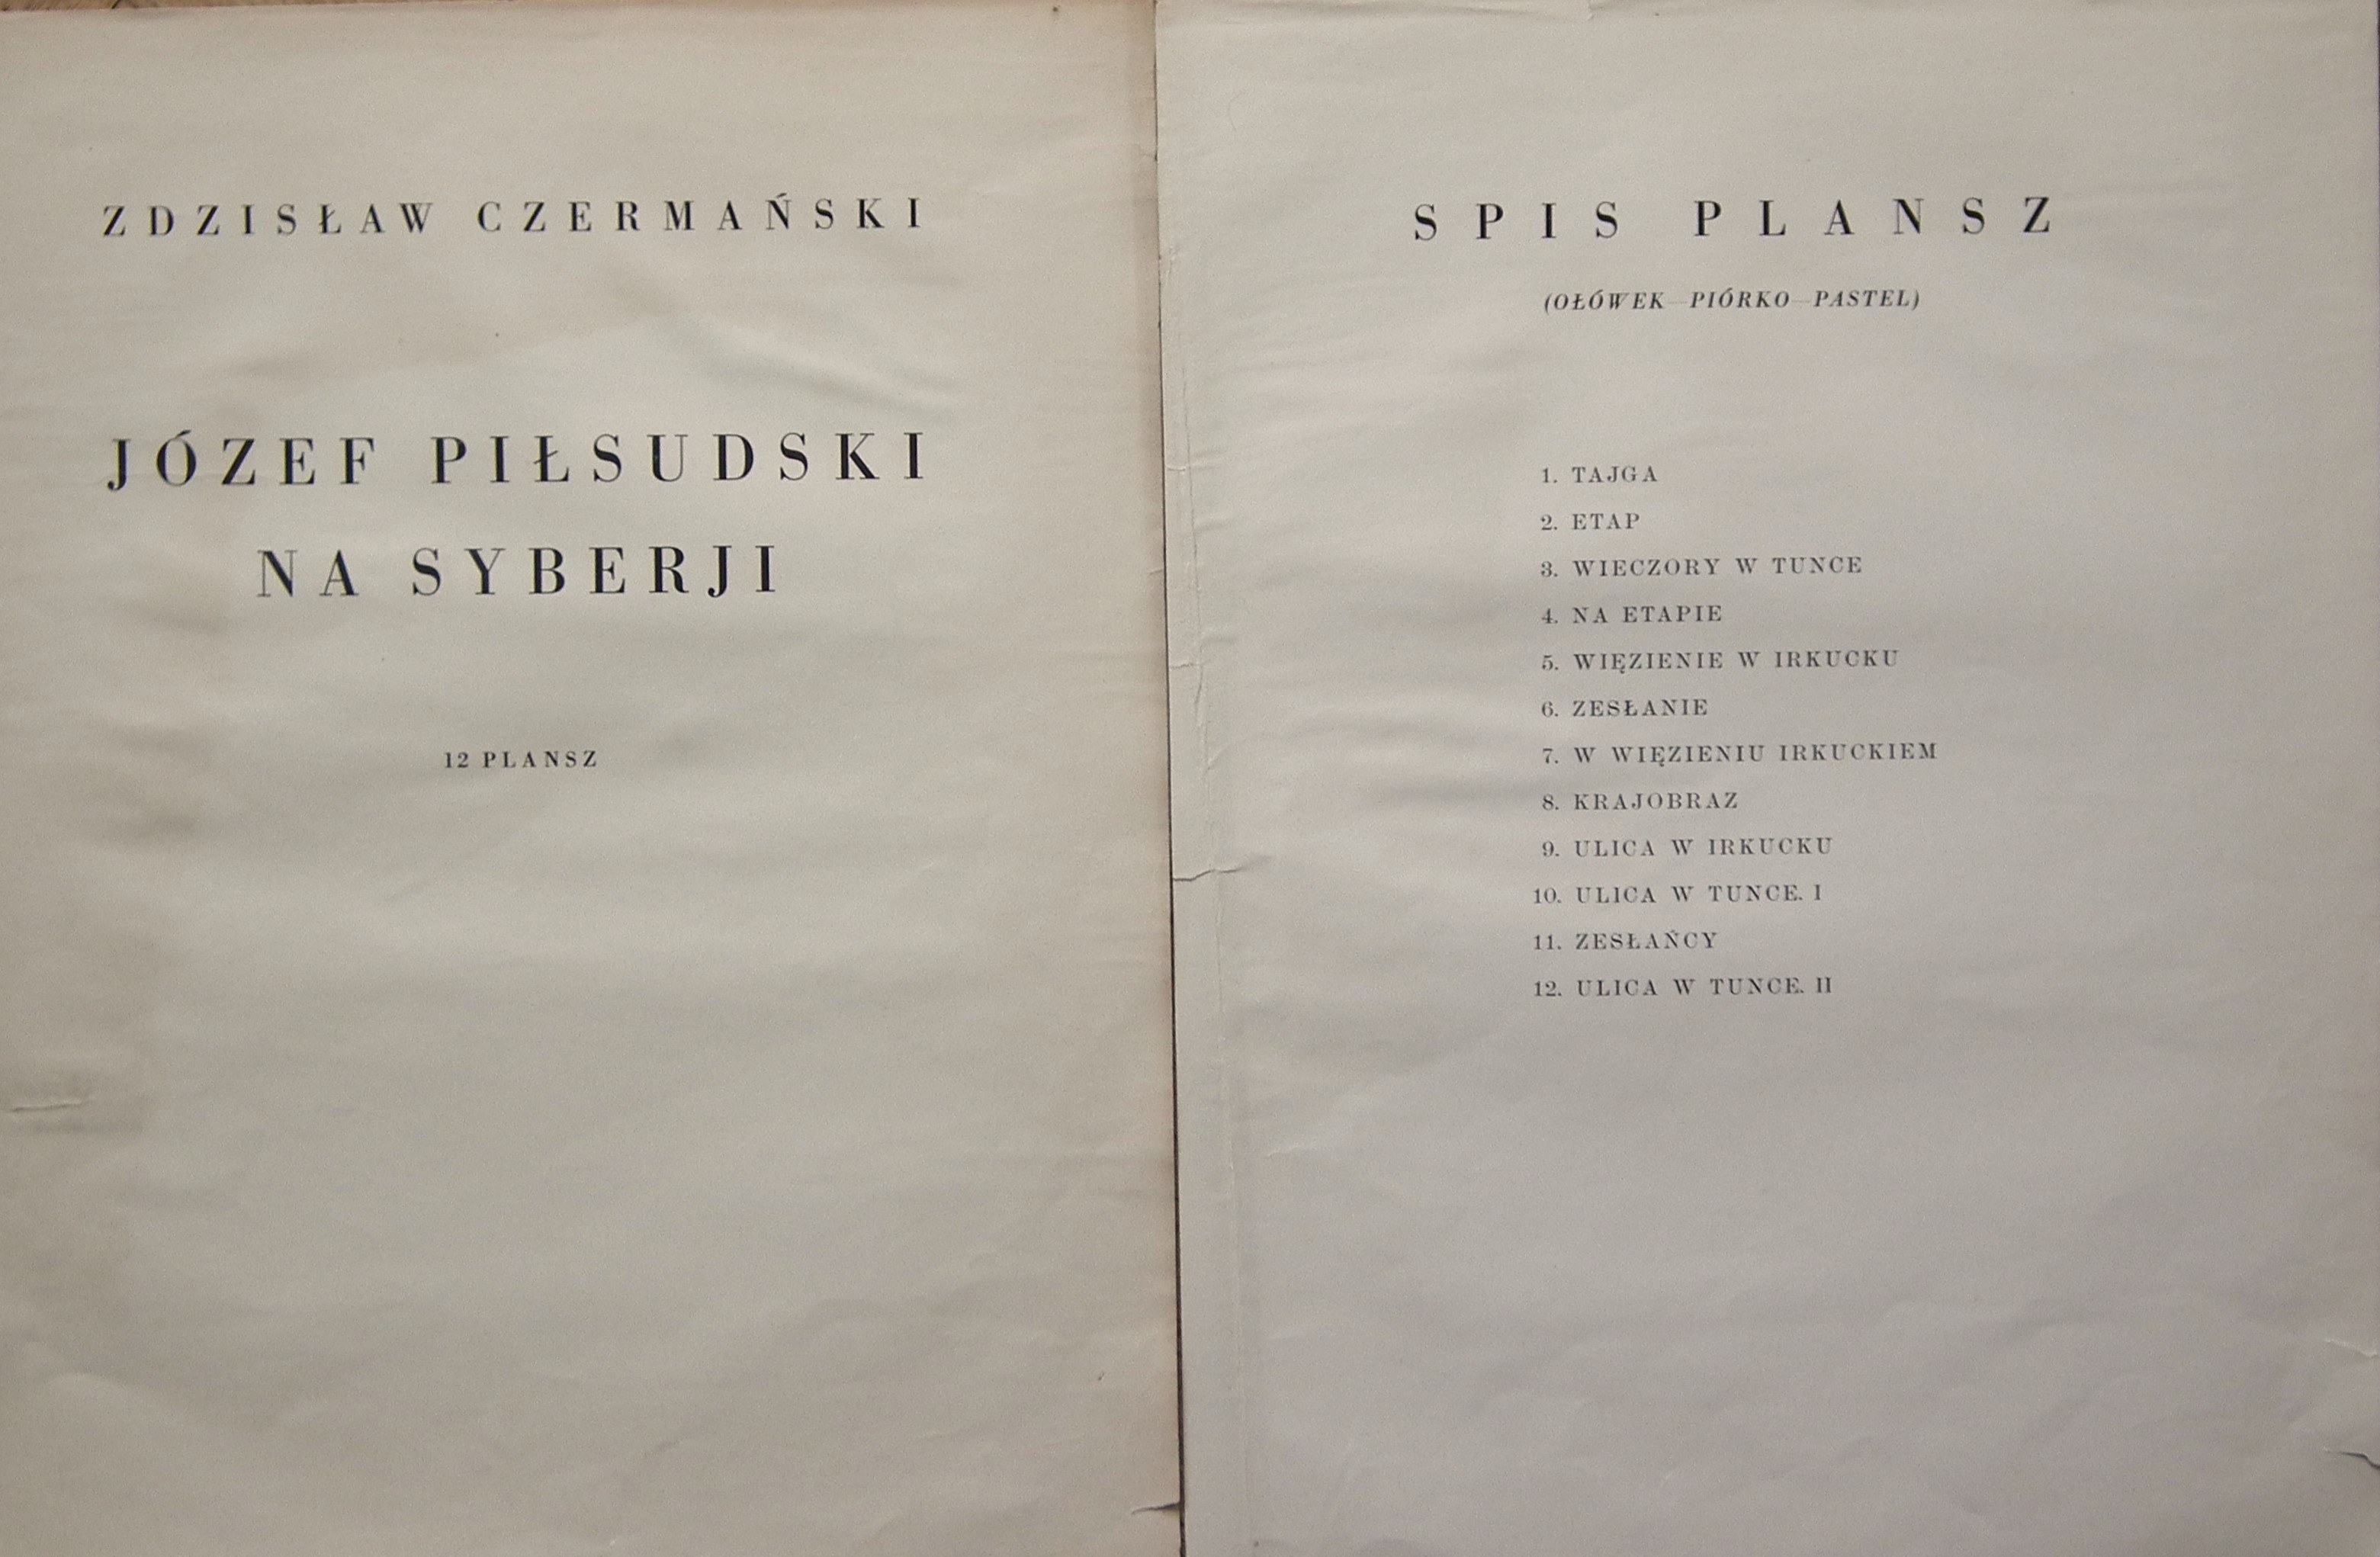 ZDZISŁAW CZERMAŃSKI
JÓZEF PIŁSUDSKI
NA SYBERJI
12 PLANSZ
SPIS PLANSZ
(OŁÓWEK—PIÓRKO—PASTEL)
1. TAJGA
2. ETAP
3. WIECZORY W TUNCE
4. NA ETAPIE
5. WIĘZIENIE W IRKUCKU
6. ZESŁANIE
7. W WIĘZIENIU IRKUCKIEM
8. KRAJOBRAZ
9. ULICA W IRKUCKU
10. ULICA W TUNCE. I
11. ZESŁAŃCY
12. ULICA W TUNCE. II